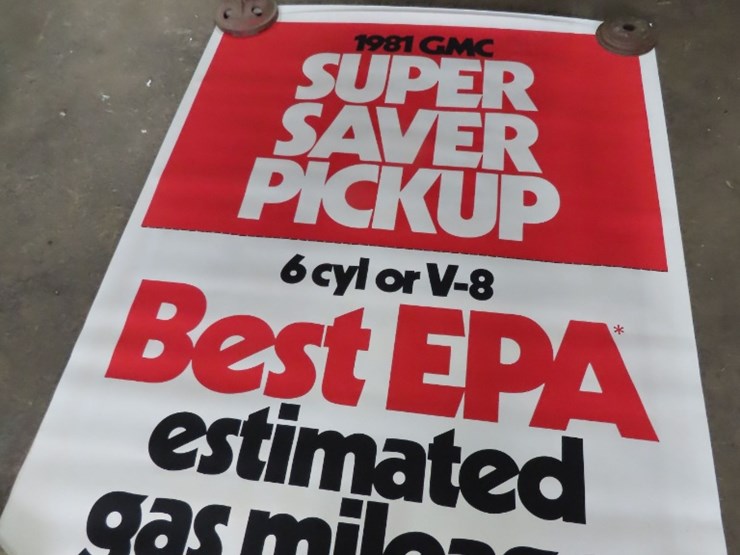 1981 GMC
SUPER
SAVER
PICKUP
6 cyl or V-8
Best EPA*
estimated
gas